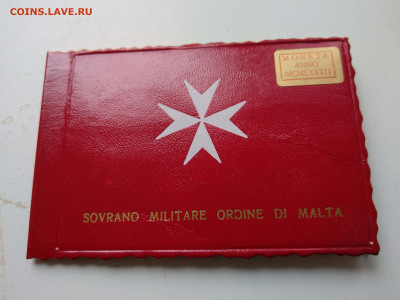 COINS.LAVE.RU
MONETE
ANNO
MCMLXXXII
SOVRANO MILITARE ORDINE DI MALTA